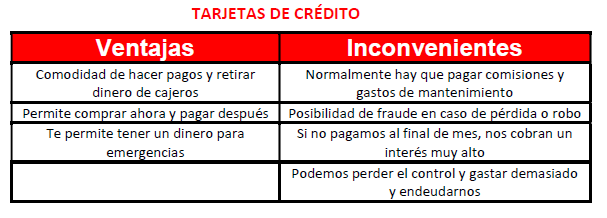 TARJETAS DE CRÉDITO
Ventajas
Inconvenientes
Comodidad de hacer pagos y retirar
dinero de cajeros
Normalmente hay que pagar comisiones y
gastos de mantenimiento
Permite comprar ahora y pagar después
Posibilidad de fraude en caso de pérdida o robo
Te permite tener un dinero para
emergencias
Si no pagamos al final de mes, nos cobran un
interés muy alto
Podemos perder el control y gastar demasiado
y endeudarnos